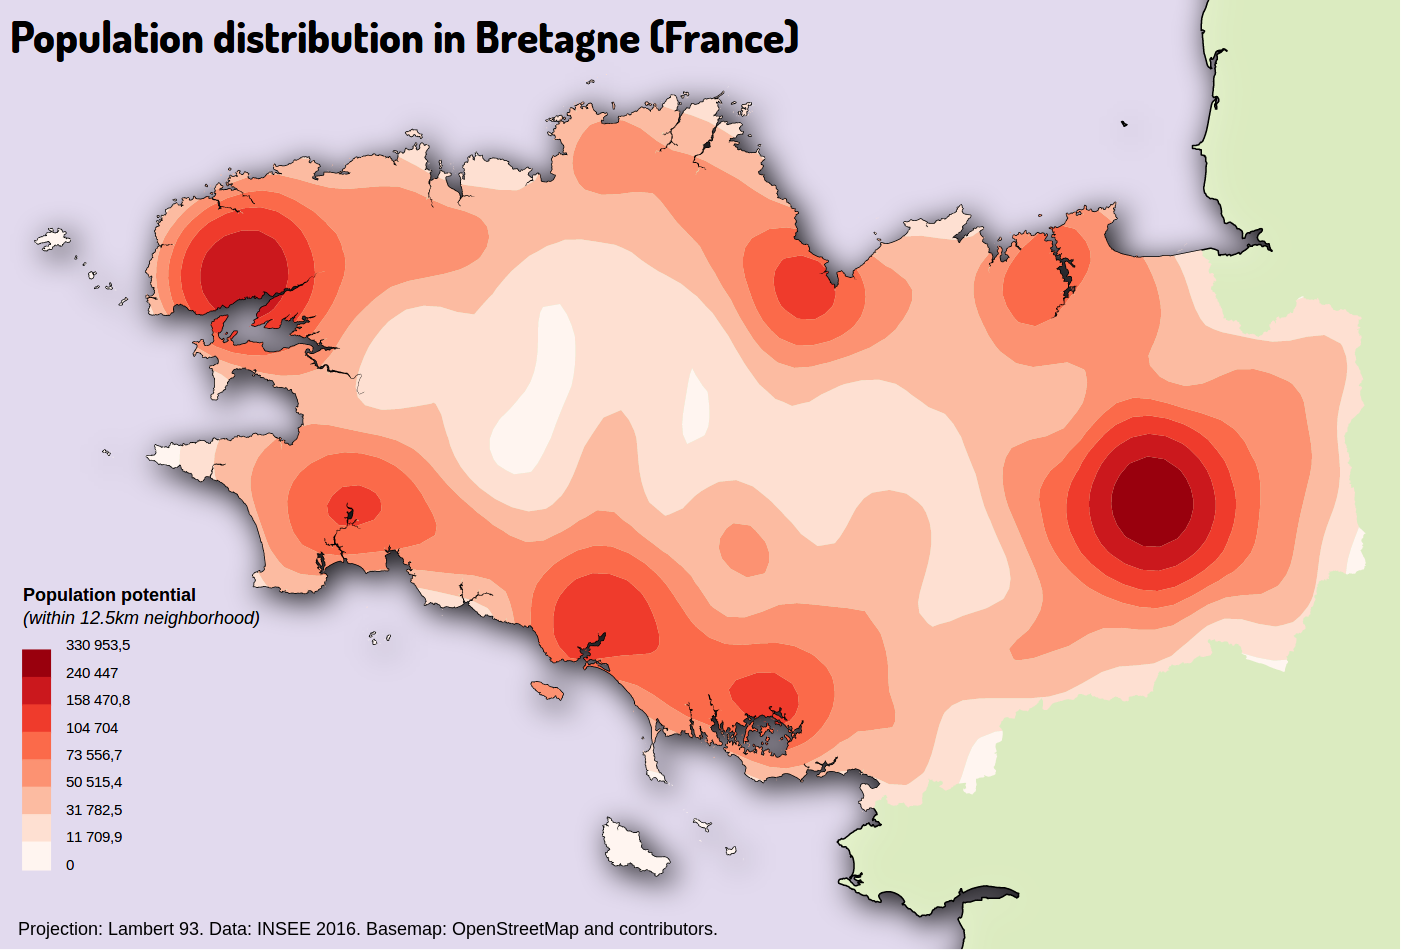 Population distribution in Bretagne (France)
Population potential
(within 12.5km neighborhood)
330 953,5
240 447
158 470,8
104 704
73 556,7
50 515,4
31 782,5
11 709,9
0
Projection: Lambert 93. Data: INSEE 2016. Basemap: OpenStreetMap and contributors.